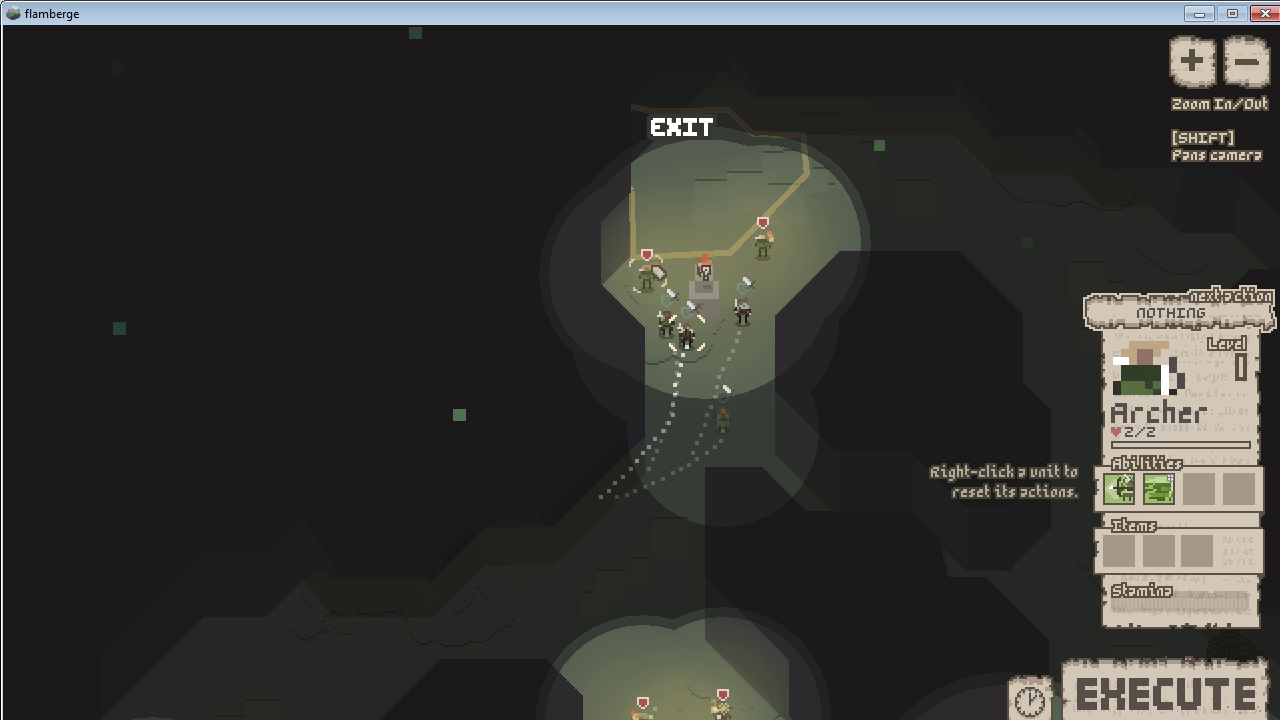 flamberge
Zoom In/Out
[SHIFT]
Pans camera
EXIT
next action
NOTHING
Level
0
Archer
2/2
Abilities
Right-click a unit to
reset its actions.
Items
Stamina
EXECUTE